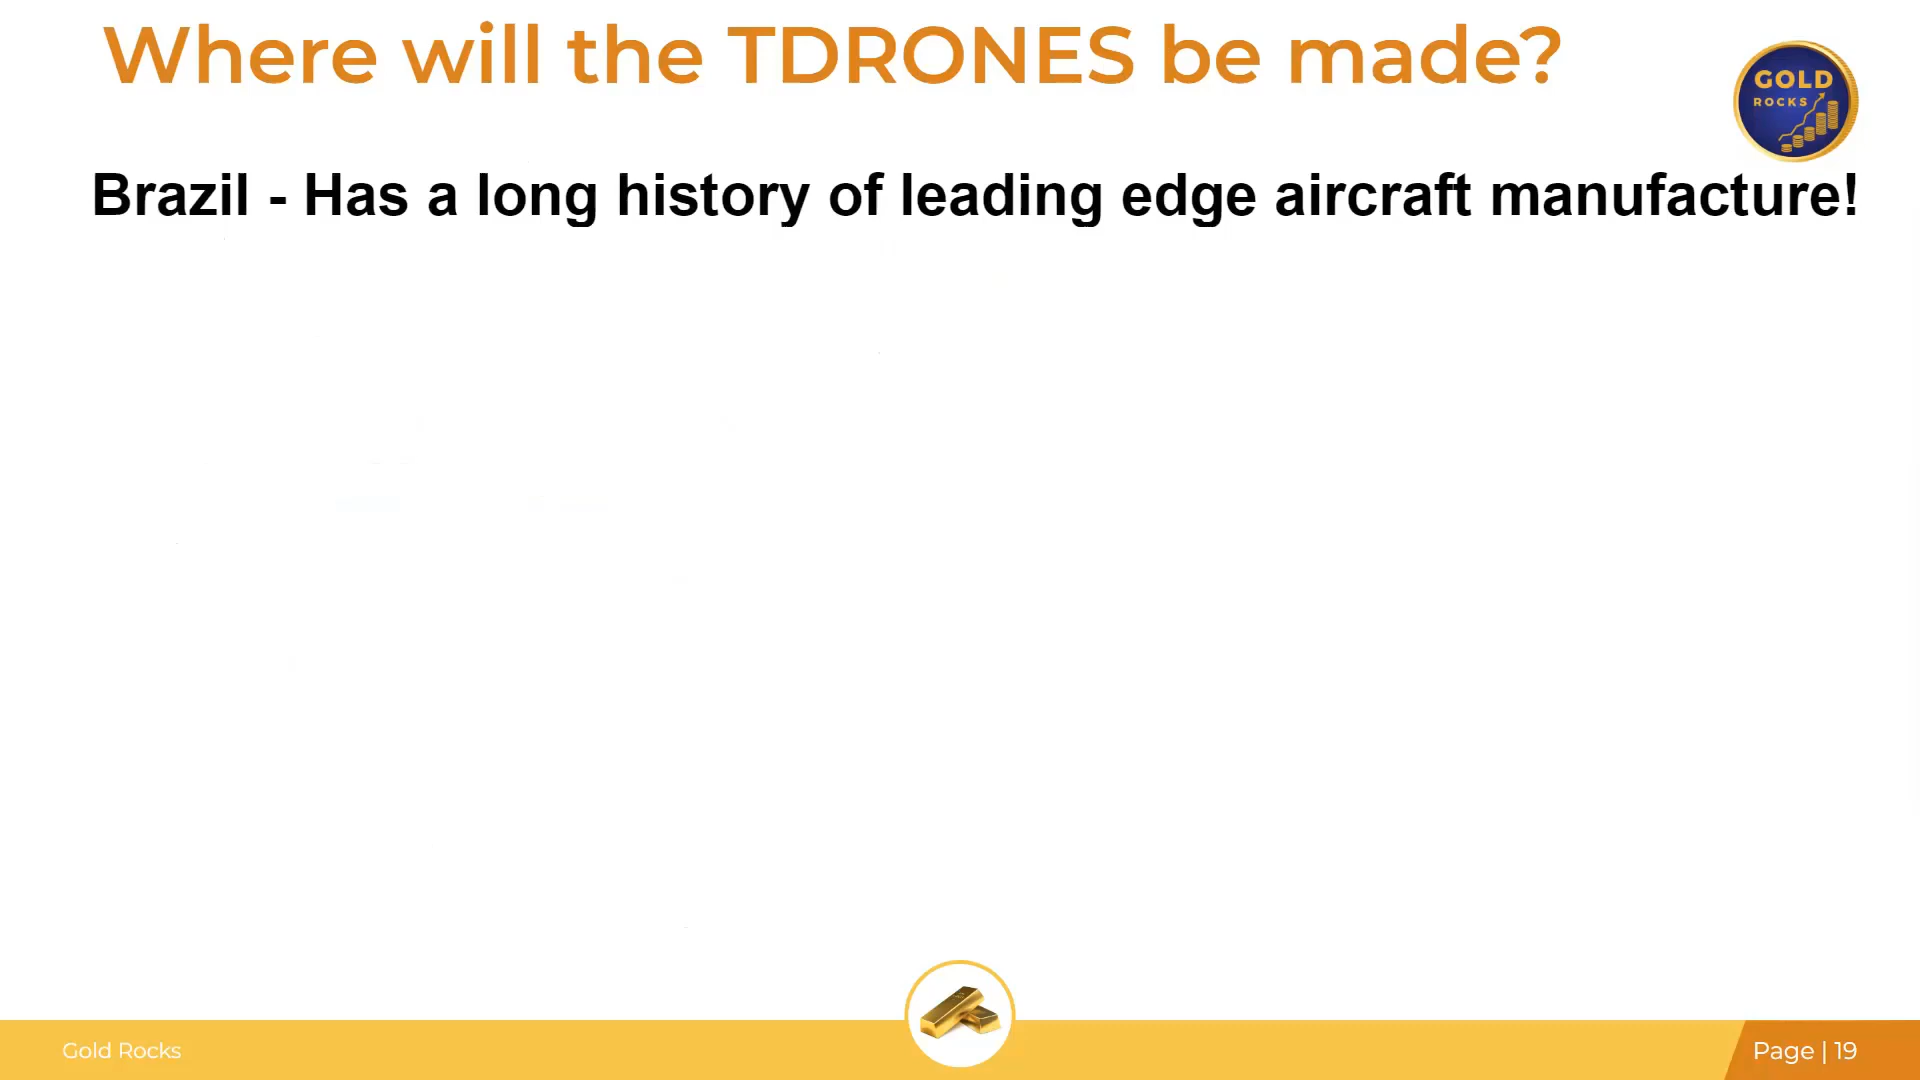 Where will the TDRONES be made?
GOLD
ROCKS
Brazil - Has a long history of leading edge aircraft manufacture!
Gold Rocks
Page | 19